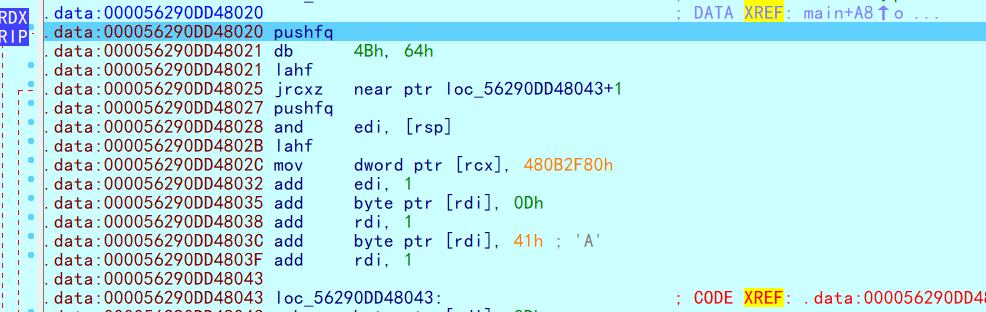 .data:000056290DD48020 ; DATA XREF: main+A8↑o ...
RDX .data:000056290DD48020 pushfq
RIP .data:000056290DD48021 db 4Bh, 64h
.data:000056290DD48021 lahf
.data:000056290DD48025 jrcxz near ptr loc_56290DD48043+1
.data:000056290DD48027 pushfq
.data:000056290DD48028 and edi, [rsp]
.data:000056290DD4802B lahf
.data:000056290DD4802C mov dword ptr [rcx], 480B2F80h
.data:000056290DD48032 add edi, 1
.data:000056290DD48035 add byte ptr [rdi], 0Dh
.data:000056290DD48038 add rdi, 1
.data:000056290DD4803C add byte ptr [rdi], 41h ; 'A'
.data:000056290DD4803F add rdi, 1
.data:000056290DD48043
.data:000056290DD48043 loc_56290DD48043: ; CODE XREF: .data:000056290DD48